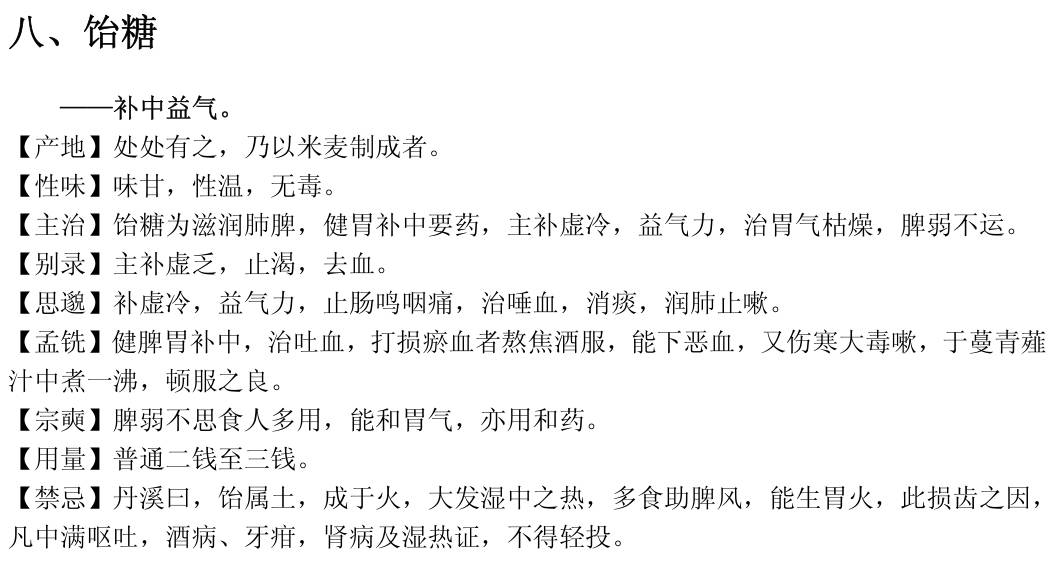 八、饴糖
——补中益气。
【产地】处处有之，乃以米麦制成者。
【性味】味甘，性温，无毒。
【主治】饴糖为滋润肺脾，健胃补中要药，主补虚冷，益气力，治胃气枯燥，脾弱不运。
【别录】主补虚乏，止渴，去血。
【思邈】补虚冷，益气力，止肠鸣咽痛，治唾血，消痰，润肺止嗽。
【孟铣】健脾胃补中，治吐血，打损瘀血者熬焦酒服，能下恶血，又伤寒大毒嗽，于蔓青薤
汁中煮一沸，顿服之良。
【宗奭】脾弱不思食人多用，能和胃气，亦用和药。
【用量】普通二钱至三钱。
【禁忌】丹溪曰，饴属土，成于火，大发湿中之热，多食助脾风，能生胃火，此损齿之因，
凡中满呕吐，酒病、牙疳，肾病及湿热证，不得轻投。